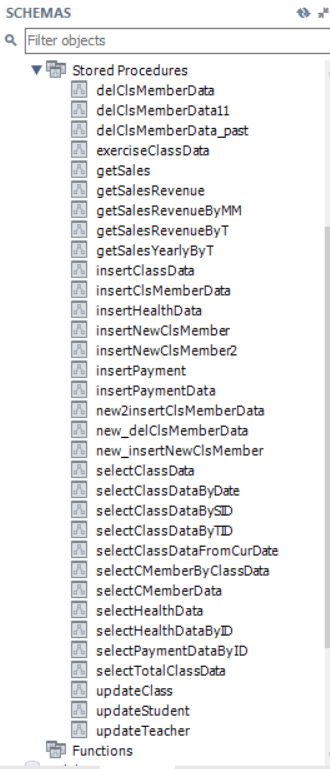 SCHEMAS
Filter objects
Stored Procedures
delClsMemberData
delClsMemberData11
delClsMemberData_past
exerciseClassData
getSales
getSalesRevenue
getSalesRevenueByMM
getSalesRevenueByT
getSalesYearlyByT
insertClassData
insertClsMemberData
insertHealthData
insertNewClsMember
insertNewClsMember2
insertPayment
insertPaymentData
new2insertClsMemberData
new_delClsMemberData
new_insertNewClsMember
selectClassData
selectClassDataByDate
selectClassDataBySID
selectClassDataByTID
selectClassDataFromCurDate
selectCMemberByClassData
selectCMemberData
selectHealthData
selectHealthDataByID
selectPaymentDataByID
selectTotalClassData
updateClass
updateStudent
updateTeacher
Functions